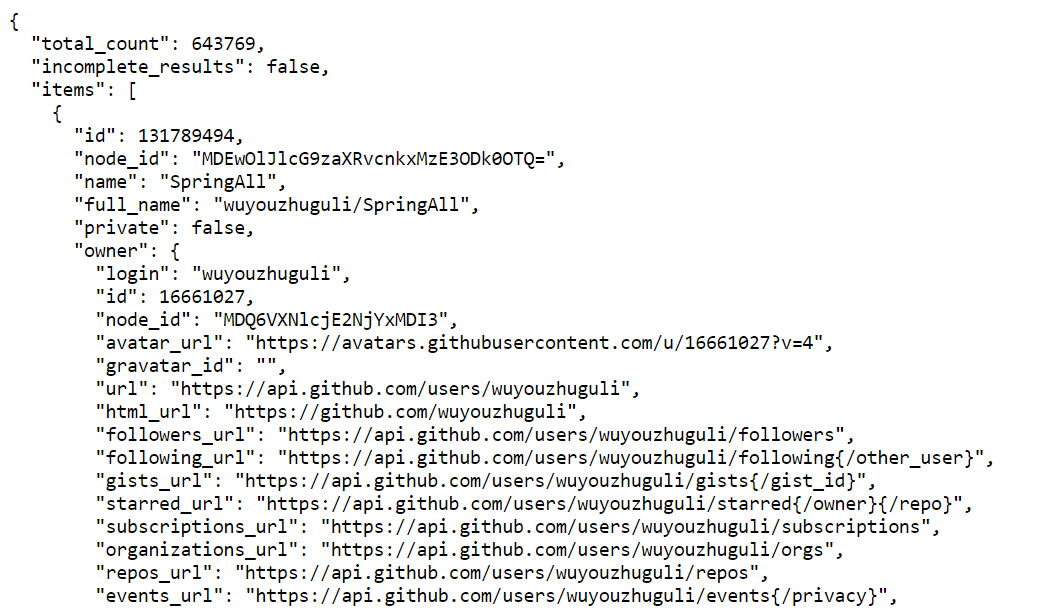 {
"total_count": 643769,
"incomplete_results": false,
"items": [
{
"id": 131789494,
"node_id": "MDEwOlJlcG9zaXRvcnkxMzE3ODk0OTQ=",
"name": "SpringAll",
"full_name": "wuyouzhuguli/SpringAll",
"private": false,
"owner": {
"login": "wuyouzhuguli",
"id": 16661027,
"node_id": "MDQ6VXNlcjE2NjYxMDI3",
"avatar_url": "https://avatars.githubusercontent.com/u/16661027?v=4",
"gravatar_id": "",
"url": "https://api.github.com/users/wuyouzhuguli",
"html_url": "https://github.com/wuyouzhuguli",
"followers_url": "https://api.github.com/users/wuyouzhuguli/followers",
"following_url": "https://api.github.com/users/wuyouzhuguli/following{/other_user}",
"gists_url": "https://api.github.com/users/wuyouzhuguli/gists{/gist_id}",
"starred_url": "https://api.github.com/users/wuyouzhuguli/starred{/owner}{/repo}",
"subscriptions_url": "https://api.github.com/users/wuyouzhuguli/subscriptions",
"organizations_url": "https://api.github.com/users/wuyouzhuguli/orgs",
"repos_url": "https://api.github.com/users/wuyouzhuguli/repos",
"events_url": "https://api.github.com/users/wuyouzhuguli/events{/privacy}",